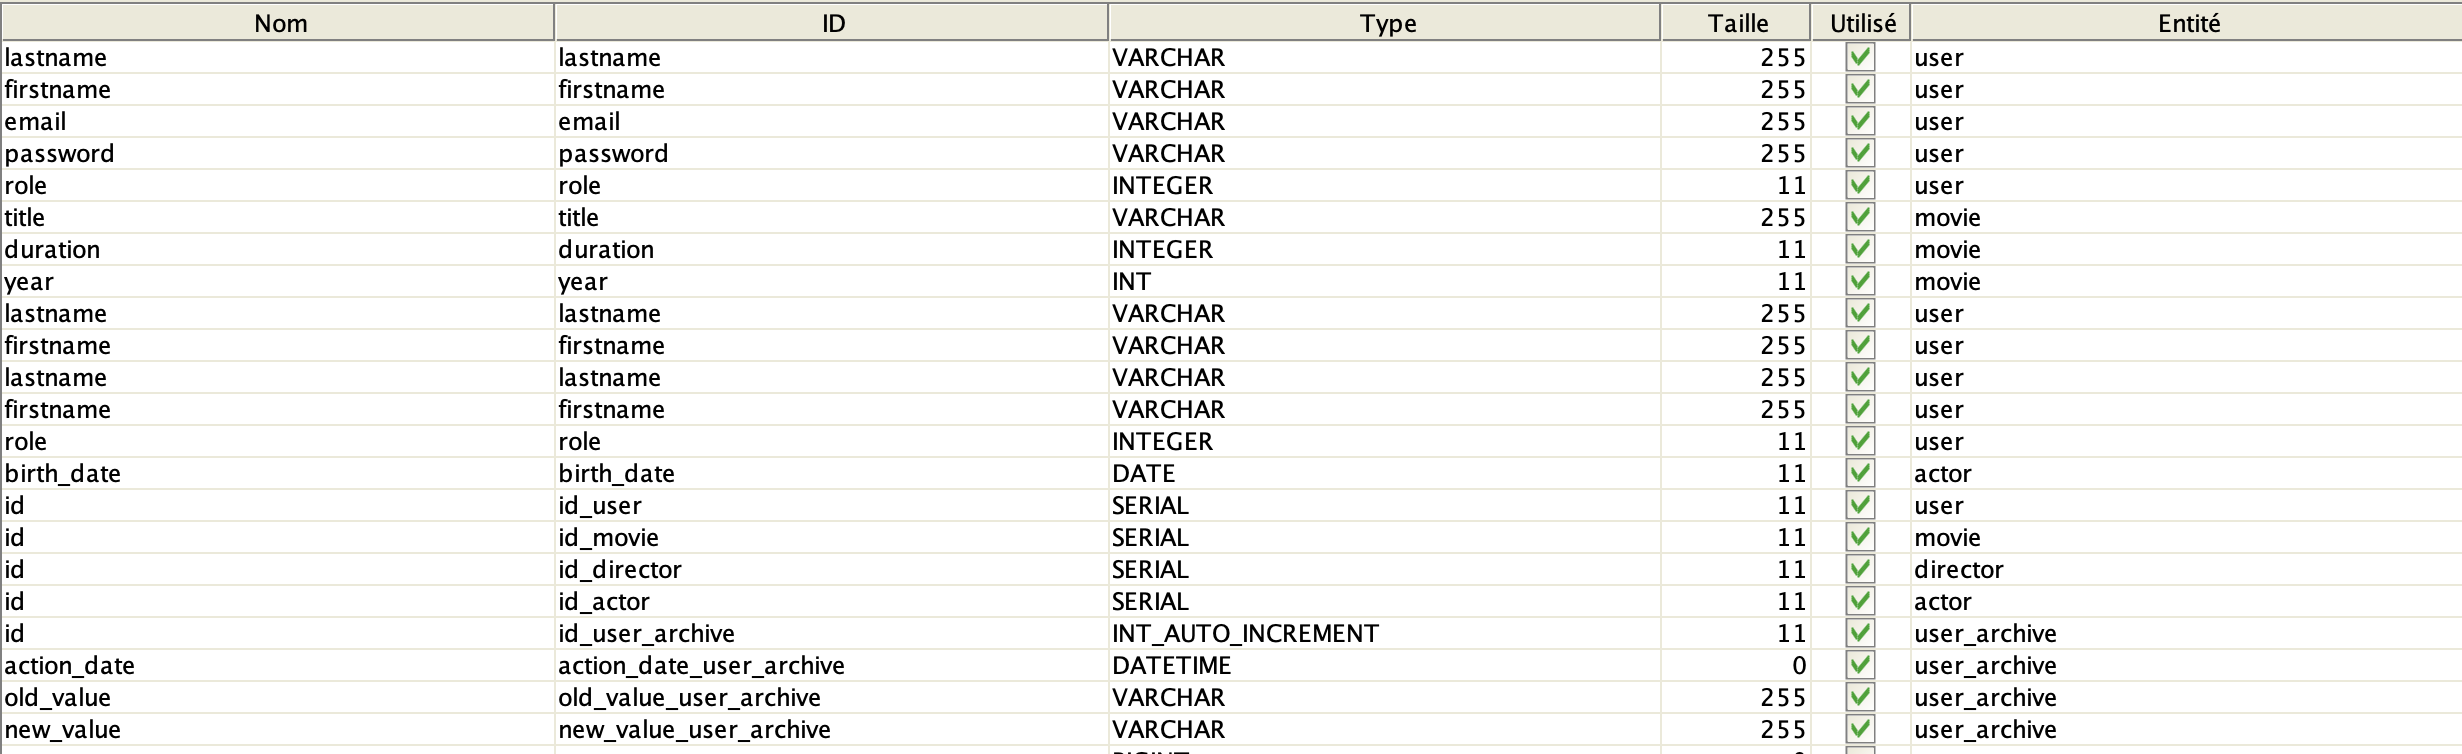 Nom ID Type Taille Utilisé Entité
lastname lastname VARCHAR 255 user
firstname firstname VARCHAR 255 user
email email VARCHAR 255 user
password password VARCHAR 255 user
role role INTEGER 11 user
title title VARCHAR 255 movie
duration duration INTEGER 11 movie
year year INT 11 movie
lastname lastname VARCHAR 255 user
firstname firstname VARCHAR 255 user
lastname lastname VARCHAR 255 user
firstname firstname VARCHAR 255 user
role role INTEGER 11 user
birth_date birth_date DATE 11 actor
id id_user SERIAL 11 user
id id_movie SERIAL 11 movie
id id_director SERIAL 11 director
id id_actor SERIAL 11 actor
id id_user_archive INT_AUTO_INCREMENT 11 user_archive
action_date action_date_user_archive DATETIME 0 user_archive
old_value old_value_user_archive VARCHAR 255 user_archive
new_value new_value_user_archive VARCHAR 255 user_archive